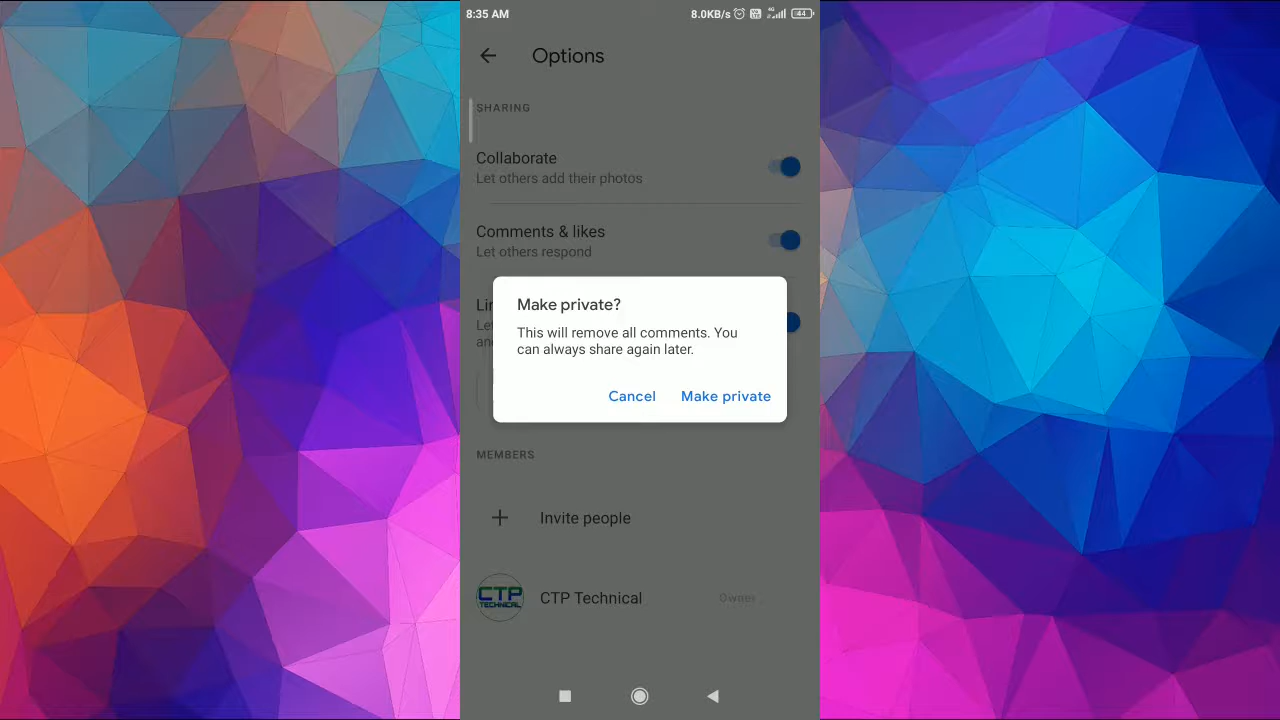 8:35 AM
8.0KB/s
4G
44
Options
SHARING
Collaborate
Let others add their photos
Comments & likes
Let others respond
Make private?
This will remove all comments. You
can always share again later.
Cancel
Make private
MEMBERS
Invite people
CTP
TECHNICAL
CTP Technical
Owner